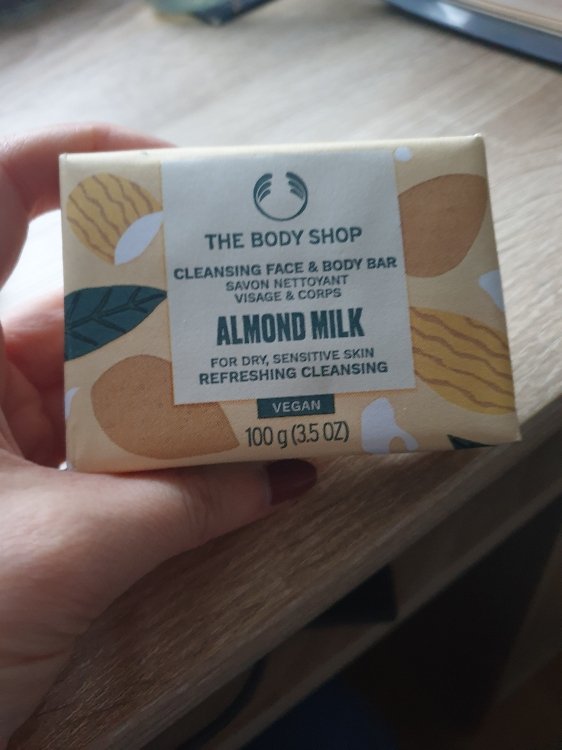 THE BODY SHOP
CLEANSING FACE & BODY BAR
SAVON NETTOYANT
VISAGE & CORPS
ALMOND MILK
FOR DRY, SENSITIVE SKIN
REFRESHING CLEANSING
VEGAN
100 g (3.5 OZ)